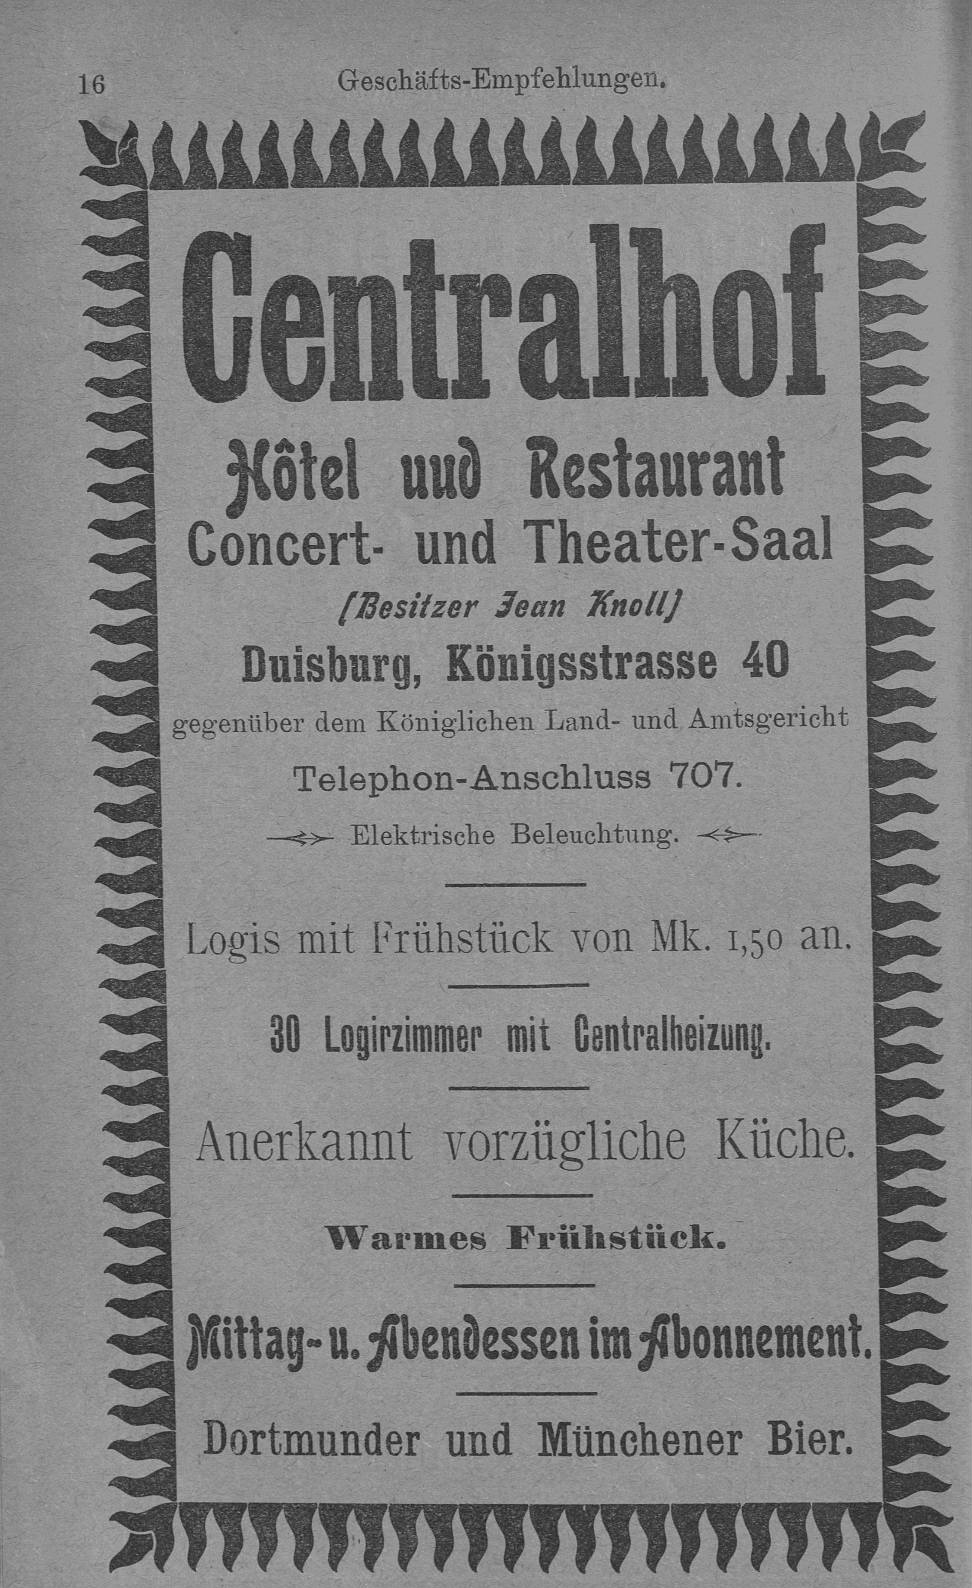 16
Geschäfts-Empfehlungen.
Centralhof
Hôtel uud Restaurant
Concert- und Theater-Saal
[Besitzer Jean Knoll]
Duisburg, Königsstrasse 40
gegenüber dem Königlichen Land- und Amtsgericht
Telephon-Anschluss 707.
Elektrische Beleuchtung.
Logis mit Frühstück von Mk. 1,50 an.
30 Logirzimmer mit Centralheizung.
Anerkannt vorzügliche Küche.
Warmes Frühstück.
Mittag- u. Abendessen im Abonnement.
Dortmunder und Münchener Bier.